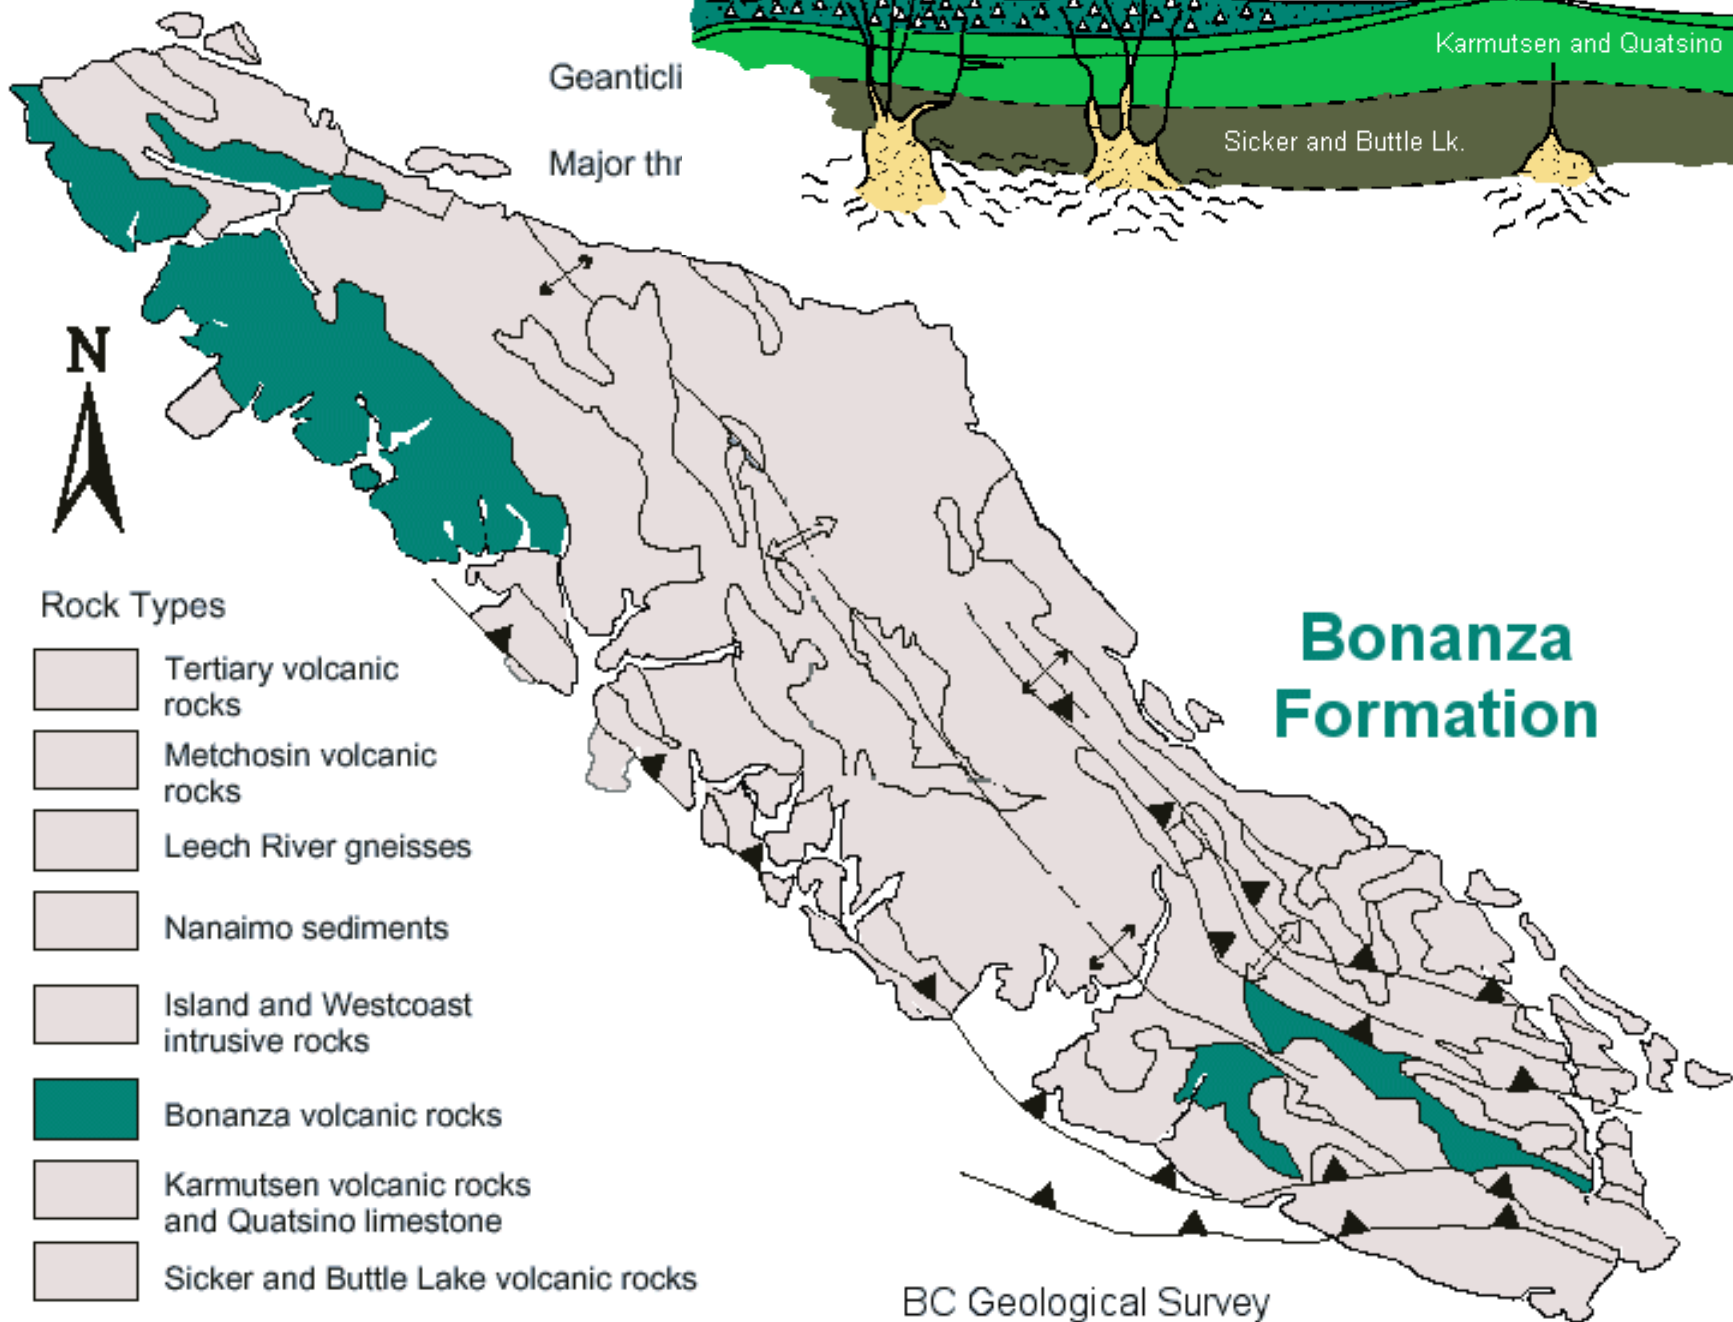 Karmutsen and Quatsino
Geanticli
Sicker and Buttle Lk.
Major thr
N
Rock Types
Bonanza
Formation
Tertiary volcanic
rocks
Metchosin volcanic
rocks
Leech River gneisses
Nanaimo sediments
Island and Westcoast
intrusive rocks
Bonanza volcanic rocks
Karmutsen volcanic rocks
and Quatsino limestone
Sicker and Buttle Lake volcanic rocks
BC Geological Survey